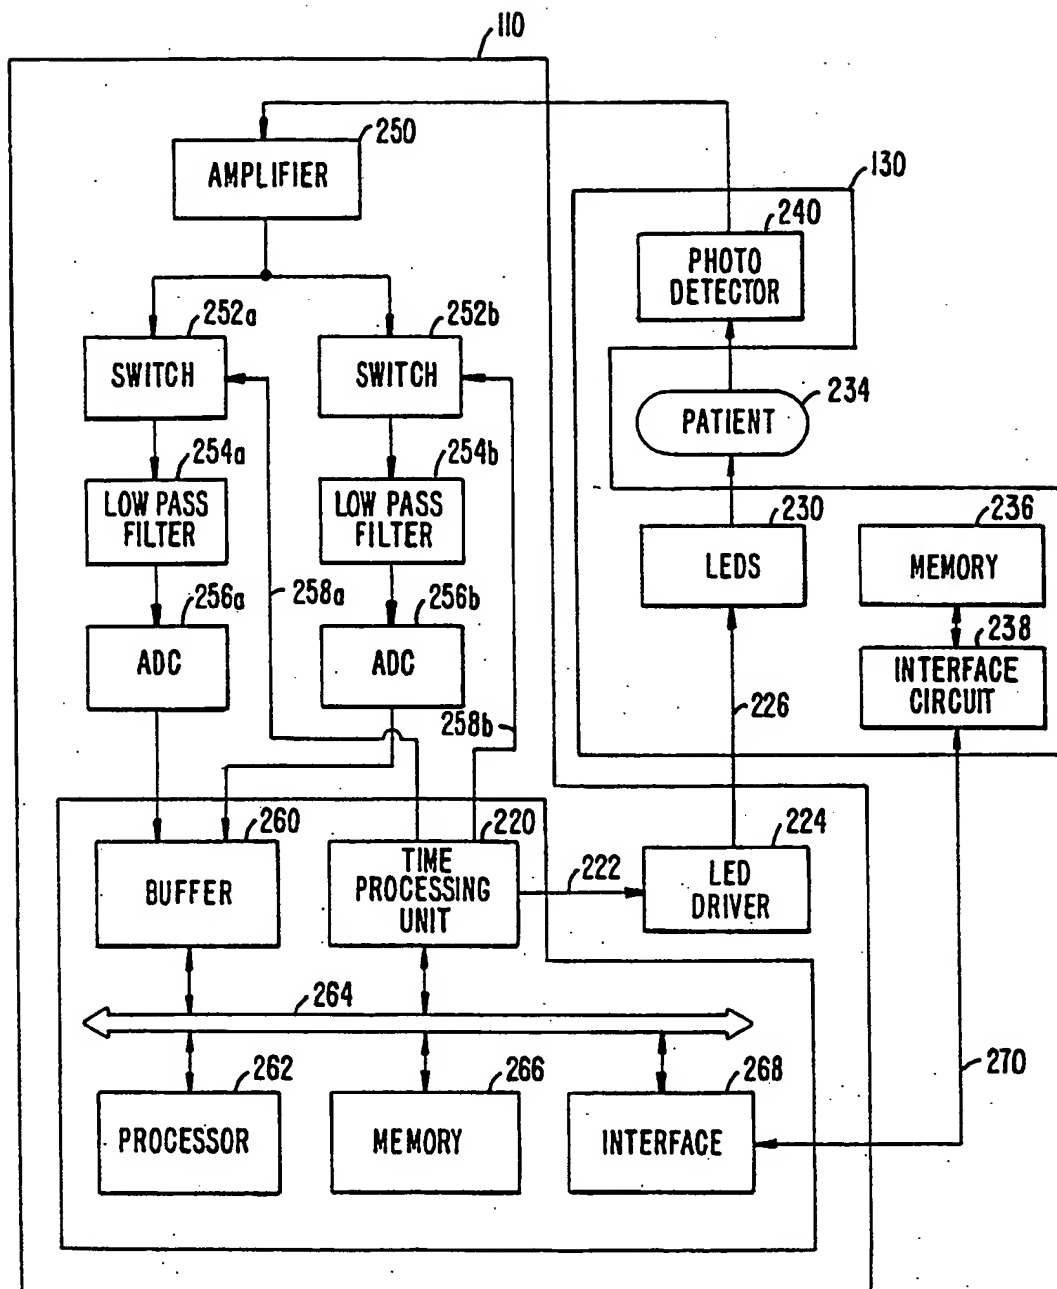 110
250
AMPLIFIER
130
240
PHOTO
DETECTOR
252a
SWITCH
252b
SWITCH
234
PATIENT
254a
LOW PASS
FILTER
254b
LOW PASS
FILTER
230
LEDS
236
MEMORY
256a
ADC
258a
256b
ADC
258b
238
INTERFACE
CIRCUIT
226
260
BUFFER
220
TIME
PROCESSING
UNIT
222
224
LED
DRIVER
264
262
PROCESSOR
266
MEMORY
268
INTERFACE
270